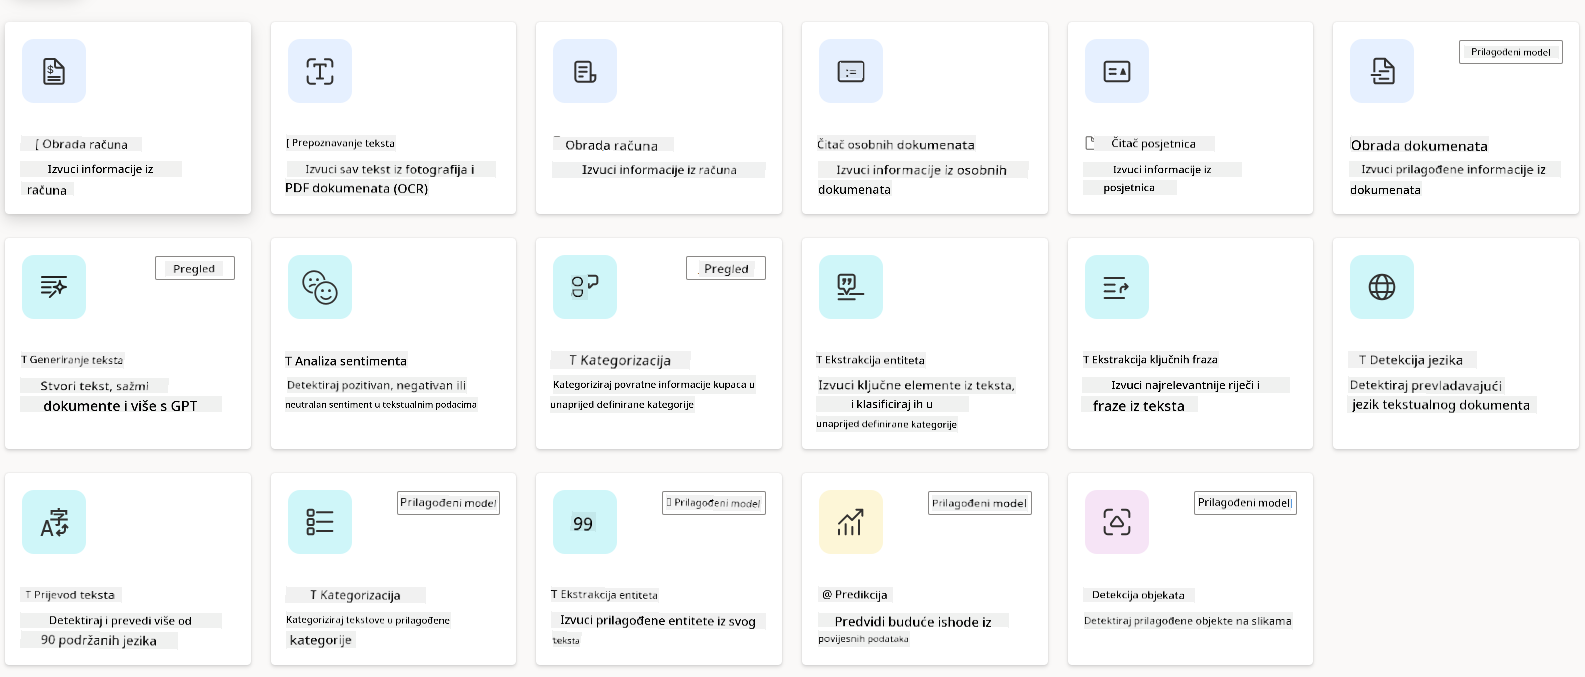 [ Obrada računa
Izvuci informacije iz
računa
[ Prepoznavanje teksta
Izvuci sav tekst iz fotografija i
PDF dokumenata (OCR)
Obrada računa
Izvuci informacije iz računa
Čitač osobnih dokumenata
Izvuci informacije iz osobnih
dokumenata
Čitač posjetnica
Izvuci informacije iz
posjetnica
Prilagođeni model
Obrada dokumenata
Izvuci prilagođene informacije iz
dokumenata
Pregled
T Generiranje teksta
Stvori tekst, sažmi
dokumente i više s GPT
T Analiza sentimenta
Detektiraj pozitivan, negativan ili
neutralan sentiment u tekstualnim podacima
Pregled
T Kategorizacija
Kategoriziraj povratne informacije kupaca u
unaprijed definirane kategorije
T Ekstrakcija entiteta
Izvuci ključne elemente iz teksta,
i klasificiraj ih u
unaprijed definirane kategorije
T Ekstrakcija ključnih fraza
Izvuci najrelevantnije riječi i
fraze iz teksta
T Detekcija jezika
Detektiraj prevladavajući
jezik tekstualnog dokumenta
T Prijevod teksta
Detektiraj i prevedi više od
90 podržanih jezika
Prilagođeni model
T Kategorizacija
Kategoriziraj tekstove u prilagođene
kategorije
Prilagođeni model
99
T Ekstrakcija entiteta
Izvuci prilagođene entitete iz svog
teksta
Prilagođeni model
@ Predikcija
Predvidi buduće ishode iz
povijesnih podataka
Prilagođeni model
Detekcija objekata
Detektiraj prilagođene objekte na slikama